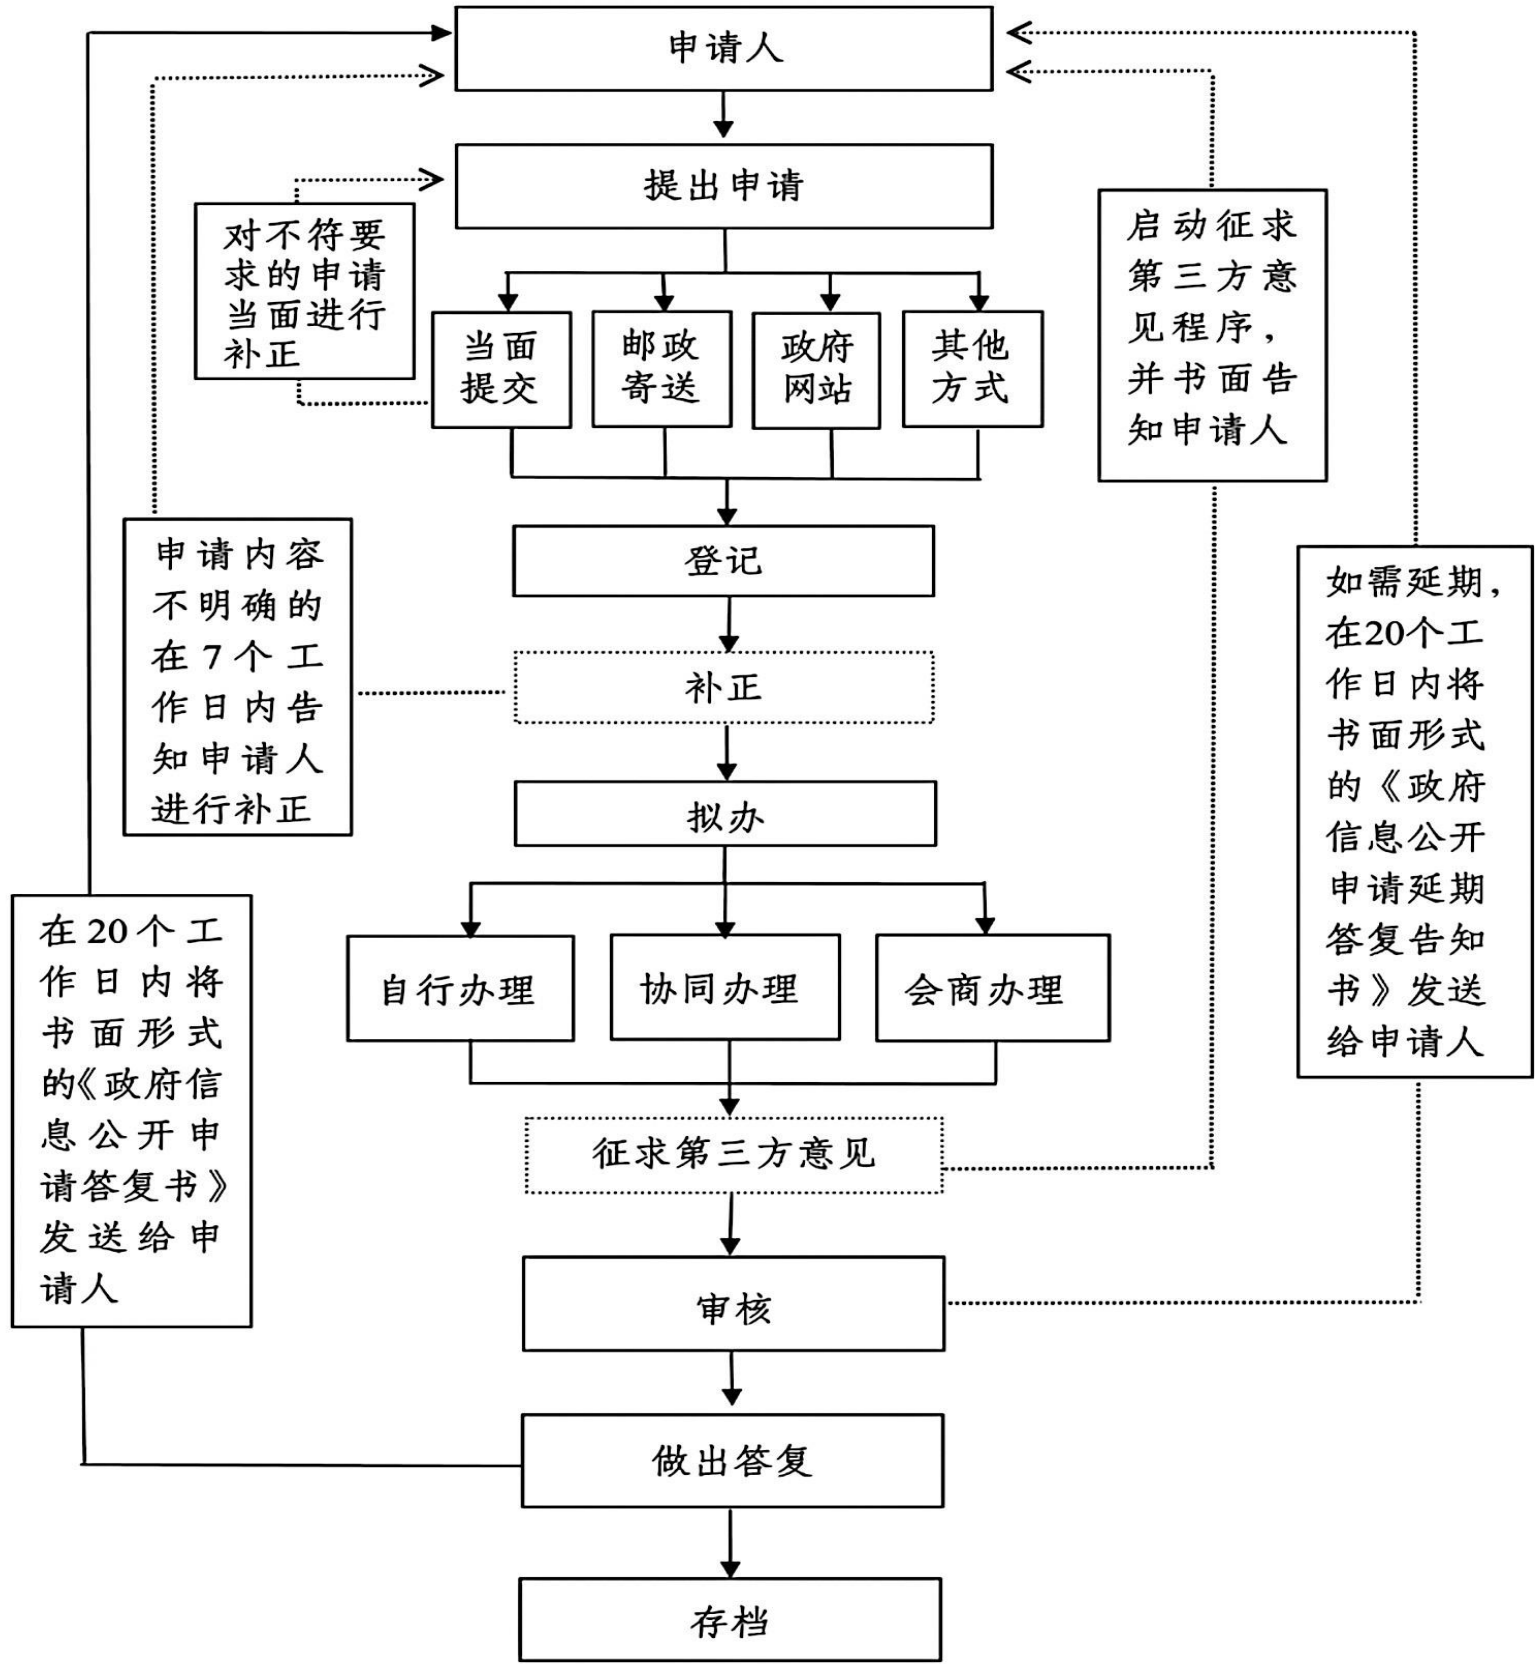 申请人
提出申请
对不符要
求的申请
当面进行
补正
当面
提交
邮政
寄送
政府
网站
其他
方式
启动征求
第三方意
见程序，
并书面告
知申请人
登记
申请内容
不明确的
在7个工
作日内告
知申请人
进行补正
补正
如需延期，
在20个工
作日内将
书面形式
的《政府
信息公开
申请延期
答复告知
书》发送
给申请人
拟办
自行办理
协同办理
会商办理
在20个工
作日内将
书面形式
的《政府信
息公开申
请答复书》
发送给申
请人
征求第三方意见
审核
做出答复
存档